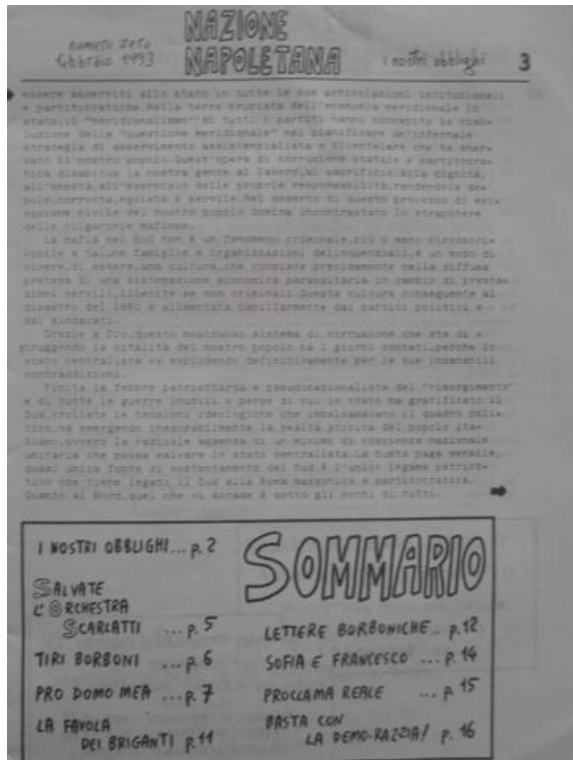 numero zero
febbraio 1993
NAZIONE
NAPOLETANA
i nostri obblighi
3
essere asserviti allo stato in tutte le sue articolazioni istituzionali
e partitocratiche. Nella terra bruciata dell'economia meridionale lo
stato, il "meridionalismo" di tutti i partiti hanno concepito la riso-
luzione della "questione meridionale" nel pianificare un'infernale
strategia di asservimento assistenzialista e clientelare che ha ener-
vato il nostro popolo. Quest'opera di corruzione statale e partitocra-
tica disabitua la nostra gente al lavoro, al sacrificio, alla dignità,
all'onestà, all'esercizio delle proprie responsabilità, rendendola de-
bole, corrotta, egoista e servile. Nel deserto di questo processo di
civile del nostro popolo domina incontrastato lo strapotere
delle oligarchie mafiose.
La mafia nel Sud non è un fenomeno criminale, più o meno circoscri-
vibile a talune famiglie e organizzazioni delinquenziali, è un modo di
vivere, di essere, una cultura, che consiste precisamente nella diffusa
pretesa di una sistemazione economica parassitaria in cambio di presta-
zioni servili, illecite se non criminali. Questa cultura conseguente al
disastro del 1860 è alimentata capillarmente dai partiti politici e
dai sindacati.
Grazie a Dio, questo mostruoso sistema di corruzione che sta di-
struggendo la vitalità del nostro popolo ha i giorni contati, perché lo
stato centralista va esplodendo definitivamente per le sue insanabili
contraddizioni.
Finita la febbre patriottarda e pseudonazionalista del "risorgimento"
e di tutte le guerre inutili o perse di cui lo stato ha gratificato il
Sud, crollate le tensioni ideologiche che imbalsamavano il quadro poli-
tico, va emergendo inesorabilmente la realtà storica del popolo ita-
liano, ovvero la radicale assenza di un minimo di coscienza nazionale
unitaria che possa salvare lo stato centralista. La busta paga mensile,
quasi unica fonte di sostentamento del Sud, è l'unico legame patriot-
tico che tiene legato il Sud alla Roma massonica e partitocratica.
Quanto al Nord, quel che vi accade è sotto gli occhi di tutti.
SOMMARIO
I NOSTRI OBBLIGHI... p. 2
SALVATE
L'ORCHESTRA
SCARLATTI ... p. 5
TIRI BORBONI ... p. 6
PRO DOMO MEA ... p. 7
LA FAVOLA
DEI BRIGANTI p. 11
LETTERE BORBONICHE.. p. 12
SOFIA E FRANCESCO ... p. 14
PROCLAMA REALE ... p 15
BASTA CON
LA DEMO-RAZZIA! p. 16